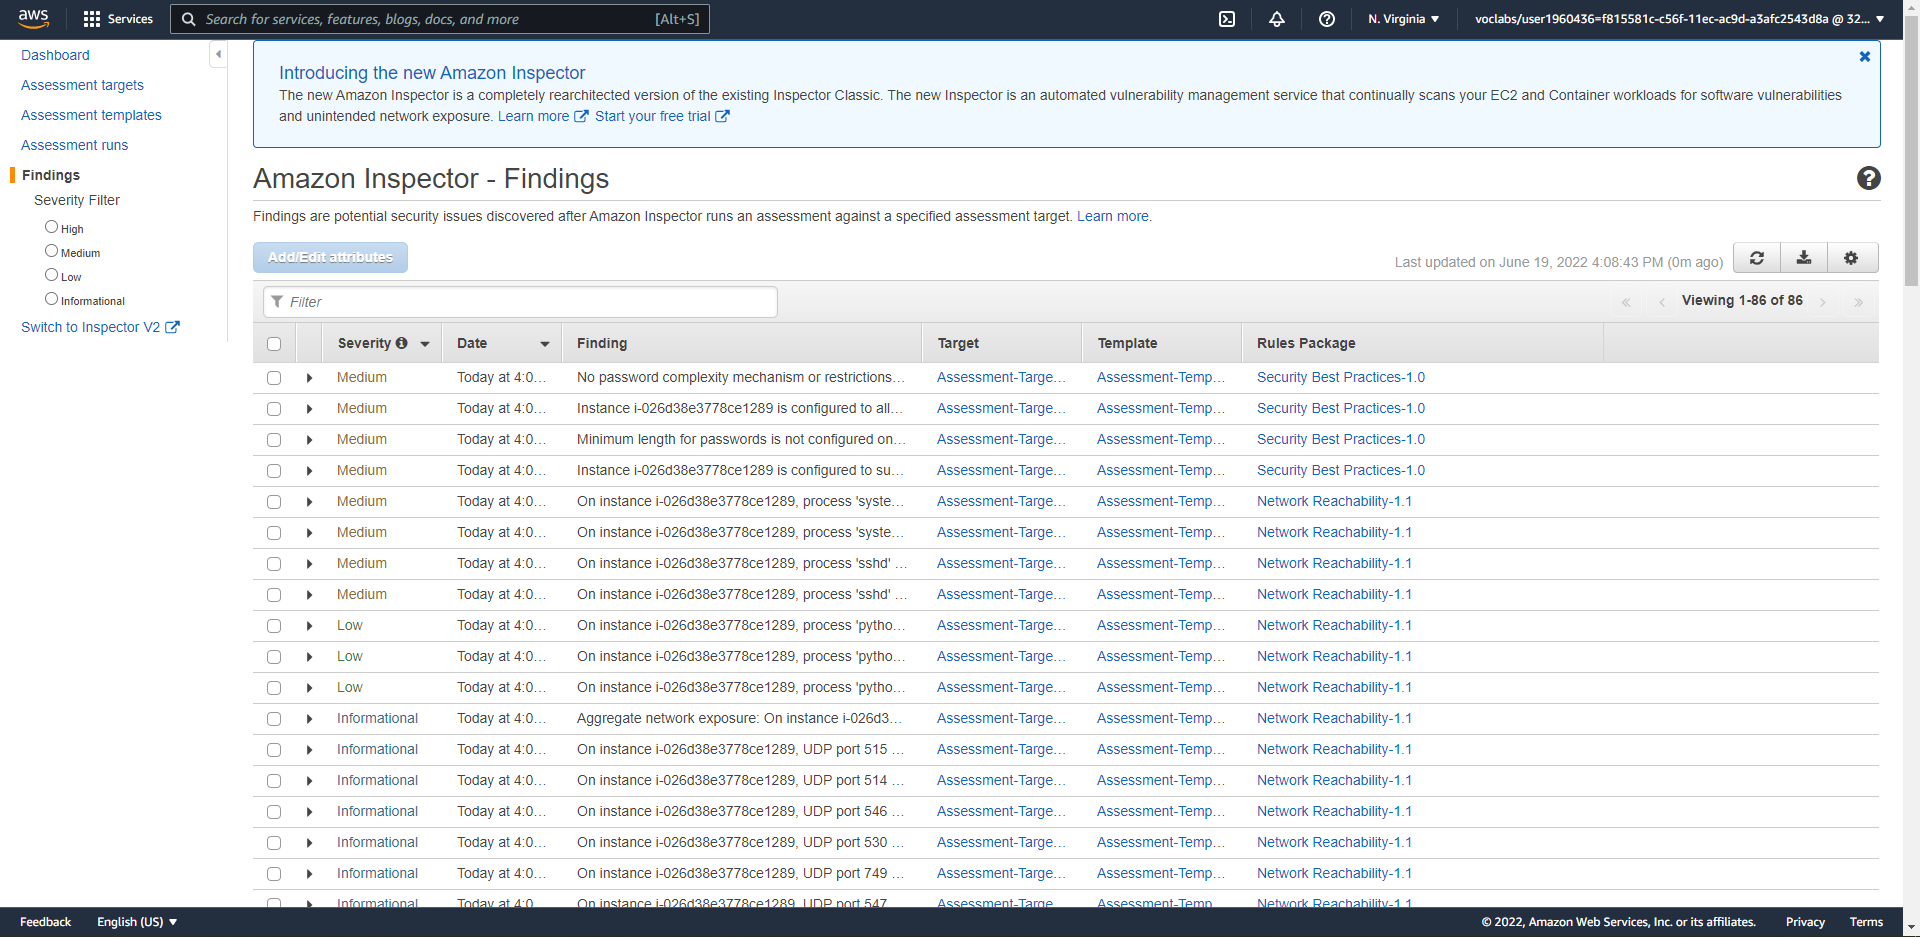 aws
Services
Search for services, features, blogs, docs, and more [Alt+S]
N. Virginia
voclabs/user1960436=f815581c-c56f-11ec-ac9d-a3afc2543d8a @ 32...
Dashboard
Assessment targets
Assessment templates
Assessment runs
Findings
Severity Filter
High
Medium
Low
Informational
Switch to Inspector V2
Introducing the new Amazon Inspector
The new Amazon Inspector is a completely rearchitected version of the existing Inspector Classic. The new Inspector is an automated vulnerability management service that continually scans your EC2 and Container workloads for software vulnerabilities
and unintended network exposure. Learn more Start your free trial
Amazon Inspector - Findings
Findings are potential security issues discovered after Amazon Inspector runs an assessment against a specified assessment target. Learn more.
Add/Edit attributes
Last updated on June 19, 2022 4:08:43 PM (0m ago)
Filter
« ‹ Viewing 1-86 of 86 › »
Severity Date Finding Target Template Rules Package
Medium Today at 4:0... No password complexity mechanism or restrictions... Assessment-Targe... Assessment-Temp... Security Best Practices-1.0
Medium Today at 4:0... Instance i-026d38e3778ce1289 is configured to all... Assessment-Targe... Assessment-Temp... Security Best Practices-1.0
Medium Today at 4:0... Minimum length for passwords is not configured on... Assessment-Targe... Assessment-Temp... Security Best Practices-1.0
Medium Today at 4:0... Instance i-026d38e3778ce1289 is configured to su... Assessment-Targe... Assessment-Temp... Security Best Practices-1.0
Medium Today at 4:0... On instance i-026d38e3778ce1289, process 'syste... Assessment-Targe... Assessment-Temp... Network Reachability-1.1
Medium Today at 4:0... On instance i-026d38e3778ce1289, process 'syste... Assessment-Targe... Assessment-Temp... Network Reachability-1.1
Medium Today at 4:0... On instance i-026d38e3778ce1289, process 'sshd' ... Assessment-Targe... Assessment-Temp... Network Reachability-1.1
Medium Today at 4:0... On instance i-026d38e3778ce1289, process 'sshd' ... Assessment-Targe... Assessment-Temp... Network Reachability-1.1
Low Today at 4:0... On instance i-026d38e3778ce1289, process 'pytho... Assessment-Targe... Assessment-Temp... Network Reachability-1.1
Low Today at 4:0... On instance i-026d38e3778ce1289, process 'pytho... Assessment-Targe... Assessment-Temp... Network Reachability-1.1
Low Today at 4:0... On instance i-026d38e3778ce1289, process 'pytho... Assessment-Targe... Assessment-Temp... Network Reachability-1.1
Informational Today at 4:0... Aggregate network exposure: On instance i-026d3... Assessment-Targe... Assessment-Temp... Network Reachability-1.1
Informational Today at 4:0... On instance i-026d38e3778ce1289, UDP port 515 ... Assessment-Targe... Assessment-Temp... Network Reachability-1.1
Informational Today at 4:0... On instance i-026d38e3778ce1289, UDP port 514 ... Assessment-Targe... Assessment-Temp... Network Reachability-1.1
Informational Today at 4:0... On instance i-026d38e3778ce1289, UDP port 546 ... Assessment-Targe... Assessment-Temp... Network Reachability-1.1
Informational Today at 4:0... On instance i-026d38e3778ce1289, UDP port 530 ... Assessment-Targe... Assessment-Temp... Network Reachability-1.1
Informational Today at 4:0... On instance i-026d38e3778ce1289, UDP port 749 ... Assessment-Targe... Assessment-Temp... Network Reachability-1.1
Informational Today at 4:0... On instance i-026d38e3778ce1289, UDP port 547 Assessment-Targe Assessment-Temp Network Reachability-1.1
Feedback English (US)
© 2022, Amazon Web Services, Inc. or its affiliates. Privacy Terms